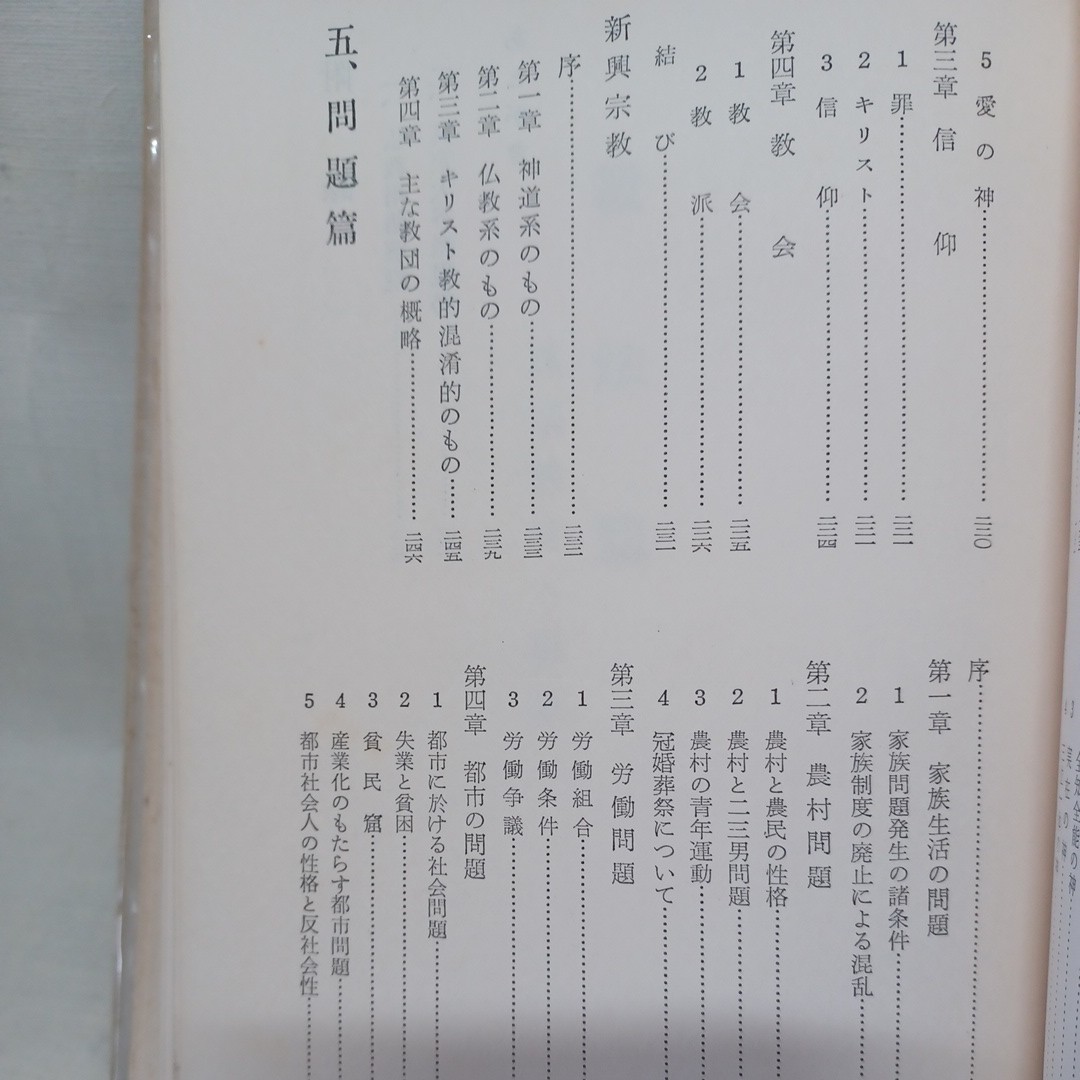 5 愛の神……二二〇
第三章 信仰
1 罪……二二一
2 キリスト……二二二
3 信仰……二二四
第四章 教会
1 教会……二二五
2 教派……二二六
結び……二三一
新興宗教
序……二三二
第一章 神道系のもの……二三三
第二章 仏教系のもの……二三九
第三章 キリスト教的混淆的のもの……二四五
第四章 主な教団の概略……二四六
五、問題篇
序……
第一章 家族生活の問題
1 家族問題発生の諸条件……
2 家族制度の廃止による混乱……
第二章 農村問題
1 農村と農民の性格……
2 農村と二三男問題……
3 農村の青年運動……
4 冠婚葬祭について……
第三章 労働問題
1 労働組合……
2 労働条件……
3 労働争議……
第四章 都市の問題
1 都市に於ける社会問題……
2 失業と貧困……
3 貧民窟……
4 産業化のもたらす都市問題……
5 都市社会人の性格と反社会性……